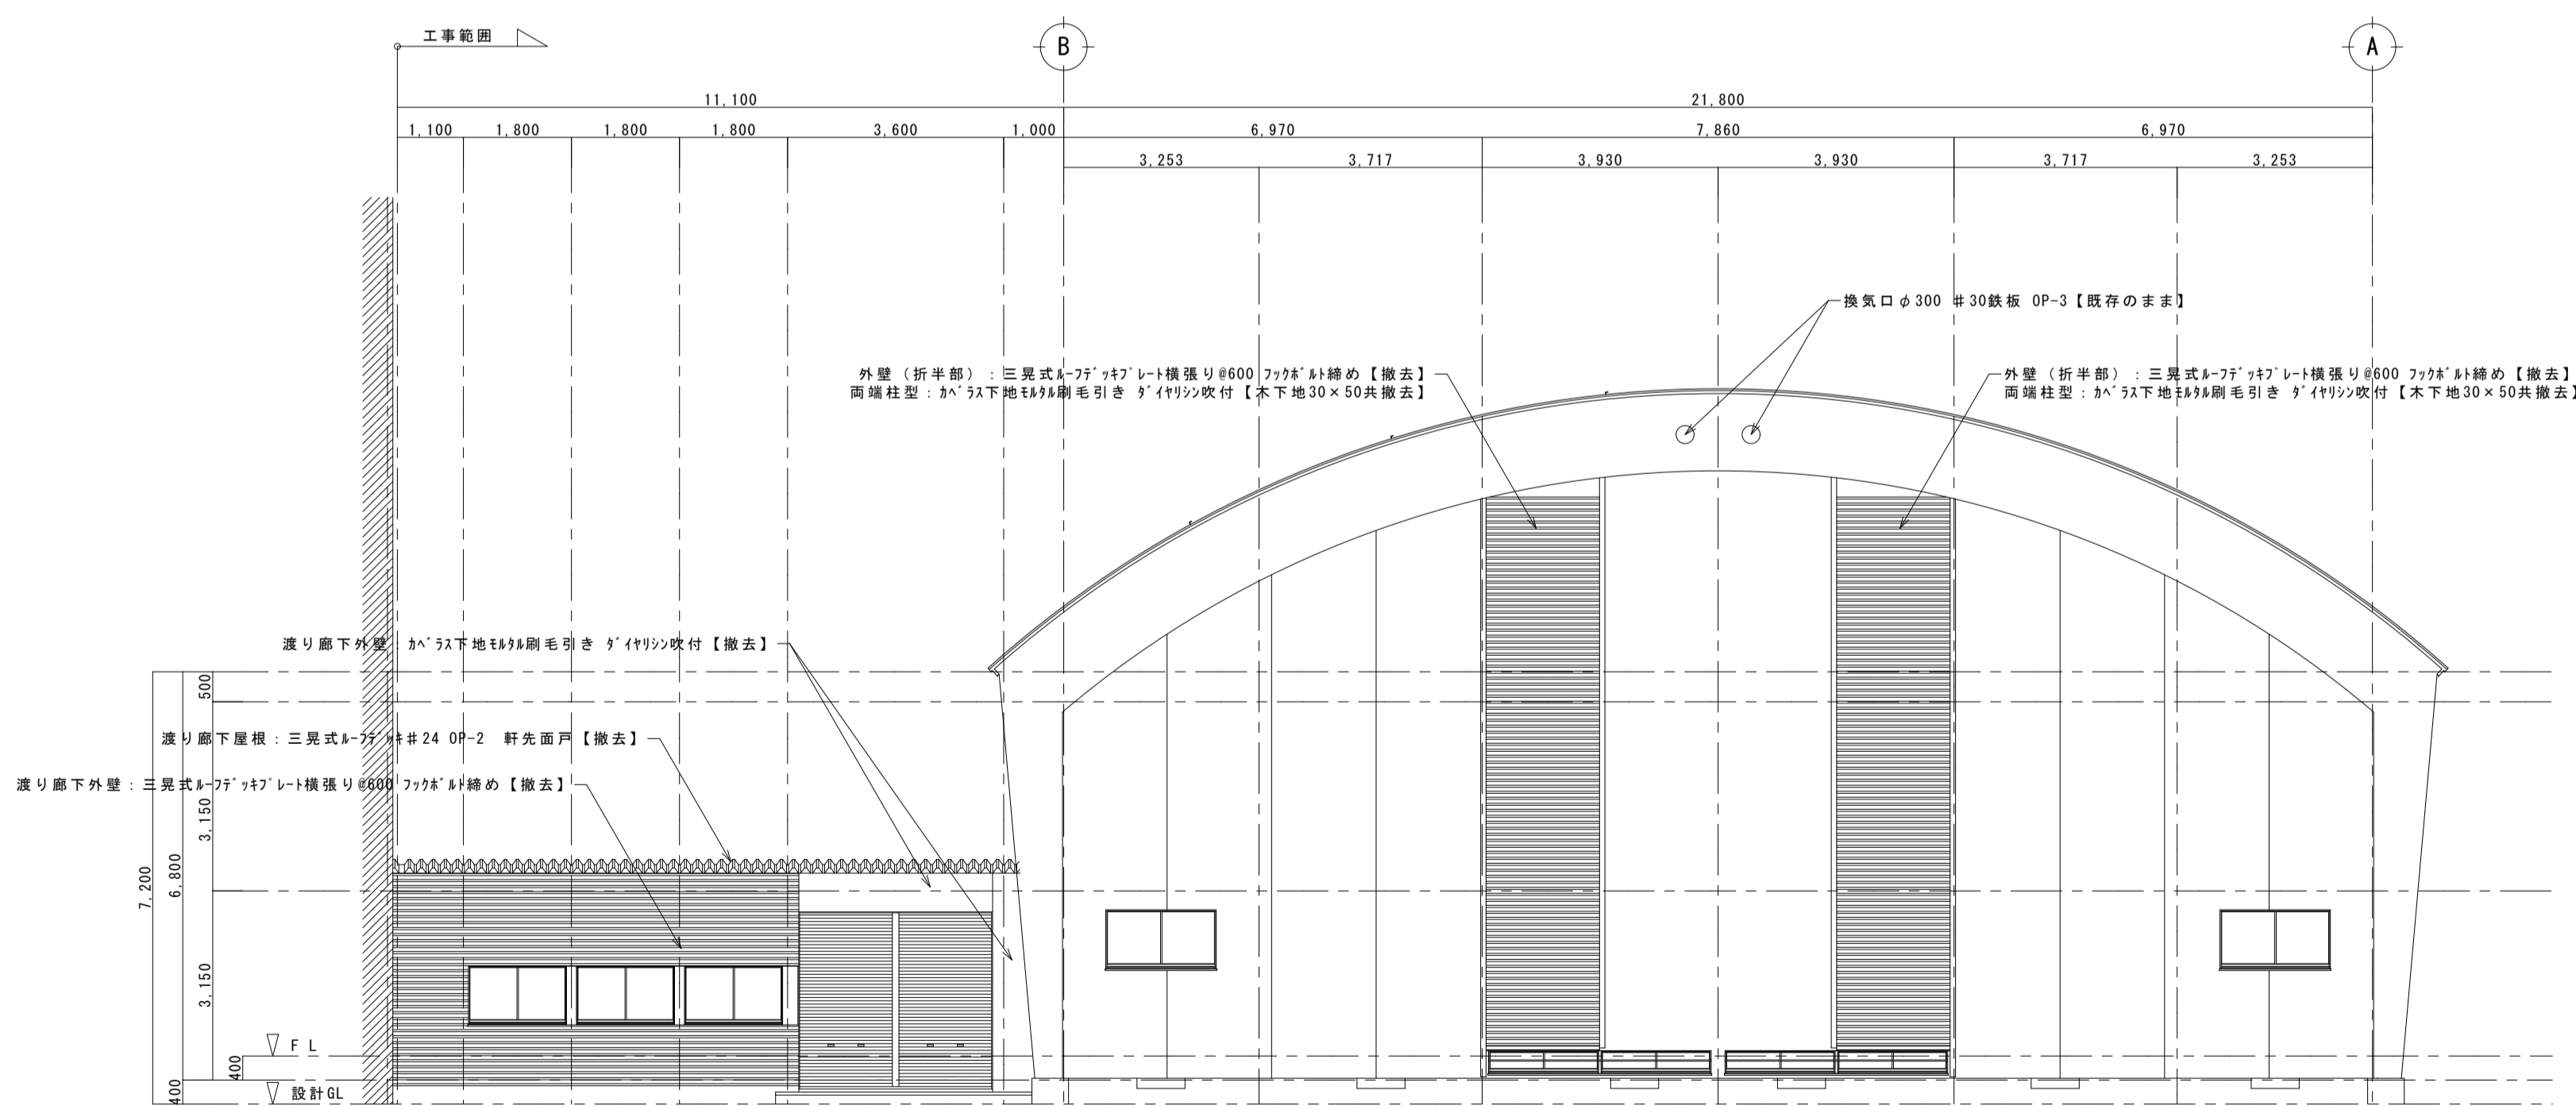 工事範囲
B
A
11,100
21,800
1,100
1,800
1,800
1,800
3,600
1,000
6,970
7,860
6,970
3,253
3,717
3,930
3,930
3,717
3,253
換気口φ300 #30鉄板 OP-3【既存のまま】
外壁（折半部）：三晃式ルーフデッキプレート横張り@600 フックボルト締め【撤去】
両端柱型：カベラス下地モルタル刷毛引き ダイヤリシン吹付【木下地30×50共撤去】
外壁（折半部）：三晃式ルーフデッキプレート横張り@600 フックボルト締め【撤去】
両端柱型：カベラス下地モルタル刷毛引き ダイヤリシン吹付【木下地30×50共撤去】
渡り廊下外壁：カベラス下地モルタル刷毛引き ダイヤリシン吹付【撤去】
渡り廊下屋根：三晃式ルーフデッキ#24 OP-2 軒先面戸【撤去】
渡り廊下外壁：三晃式ルーフデッキプレート横張り@600 フックボルト締め【撤去】
500
3,150
6,800
7,200
3,150
FL
400
400
設計GL